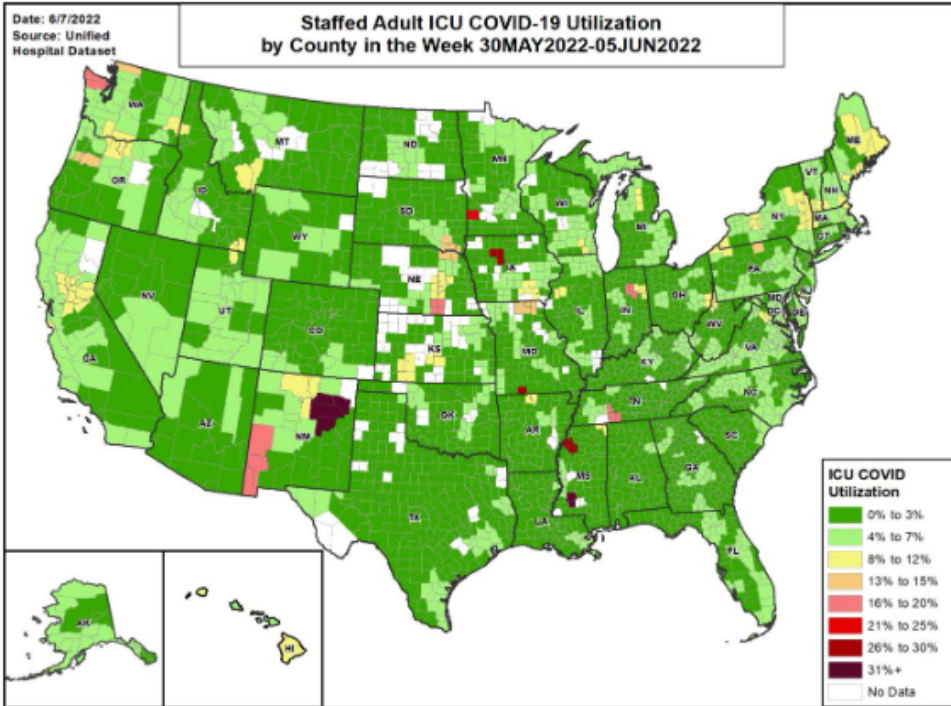 Date: 6/7/2022
Source: Unified
Hospital Dataset
Staffed Adult ICU COVID-19 Utilization
by County in the Week 30MAY2022-05JUN2022
WA
MT
ND
MN
ME
OR
ID
SD
WI
VT
NH
WY
MI
NY
MA
CT
NE
IA
PA
NV
UT
CO
IL
IN
OH
MD
DC
DE
WV
CA
KS
MO
KY
VA
AZ
NM
OK
AR
TN
NC
SC
MS
AL
GA
TX
LA
FL
AK
HI
ICU COVID
Utilization
0% to 3%
4% to 7%
8% to 12%
13% to 15%
16% to 20%
21% to 25%
26% to 30%
31%+
No Data